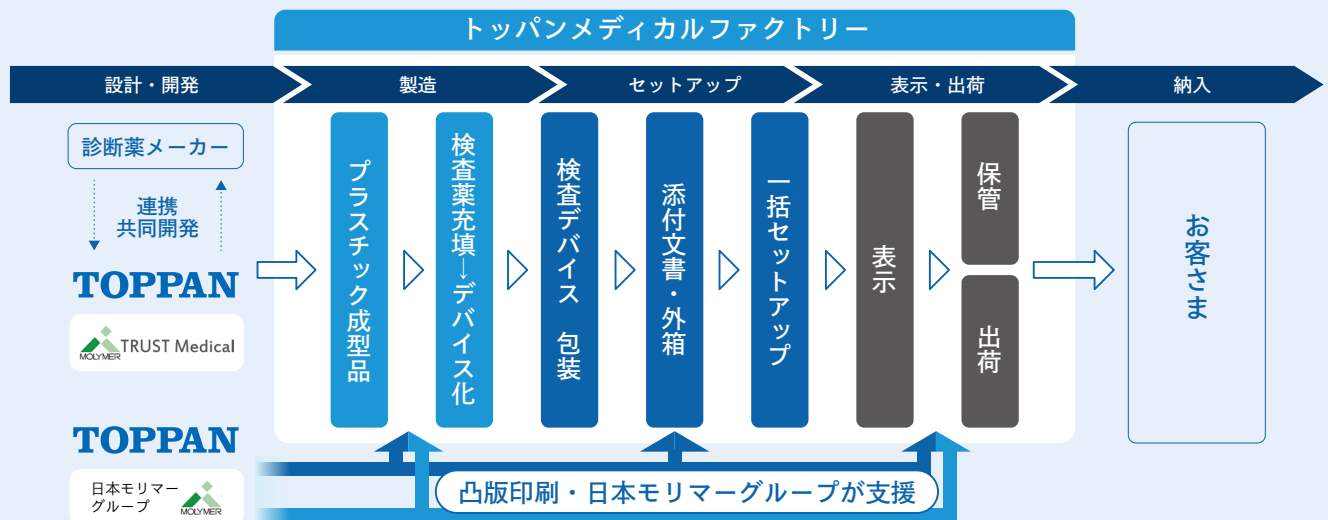 トッパンメディカルファクトリー
設計・開発
製造
セットアップ
表示・出荷
納入
診断薬メーカー
連携
共同開発
TOPPAN
MOLYMER TRUST Medical
プラスチック成型品
検査薬充填→デバイス化
検査デバイス 包装
添付文書・外箱
一括セットアップ
表示
保管
出荷
お客さま
TOPPAN
日本モリマー
グループ
MOLYMER
凸版印刷・日本モリマーグループが支援